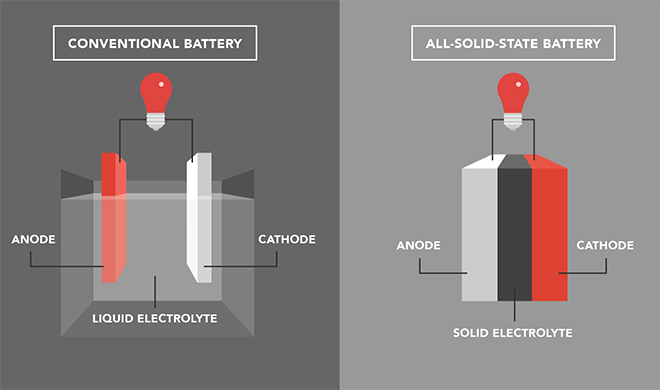 CONVENTIONAL BATTERY
ANODE
CATHODE
LIQUID ELECTROLYTE
ALL-SOLID-STATE BATTERY
ANODE
CATHODE
SOLID ELECTROLYTE